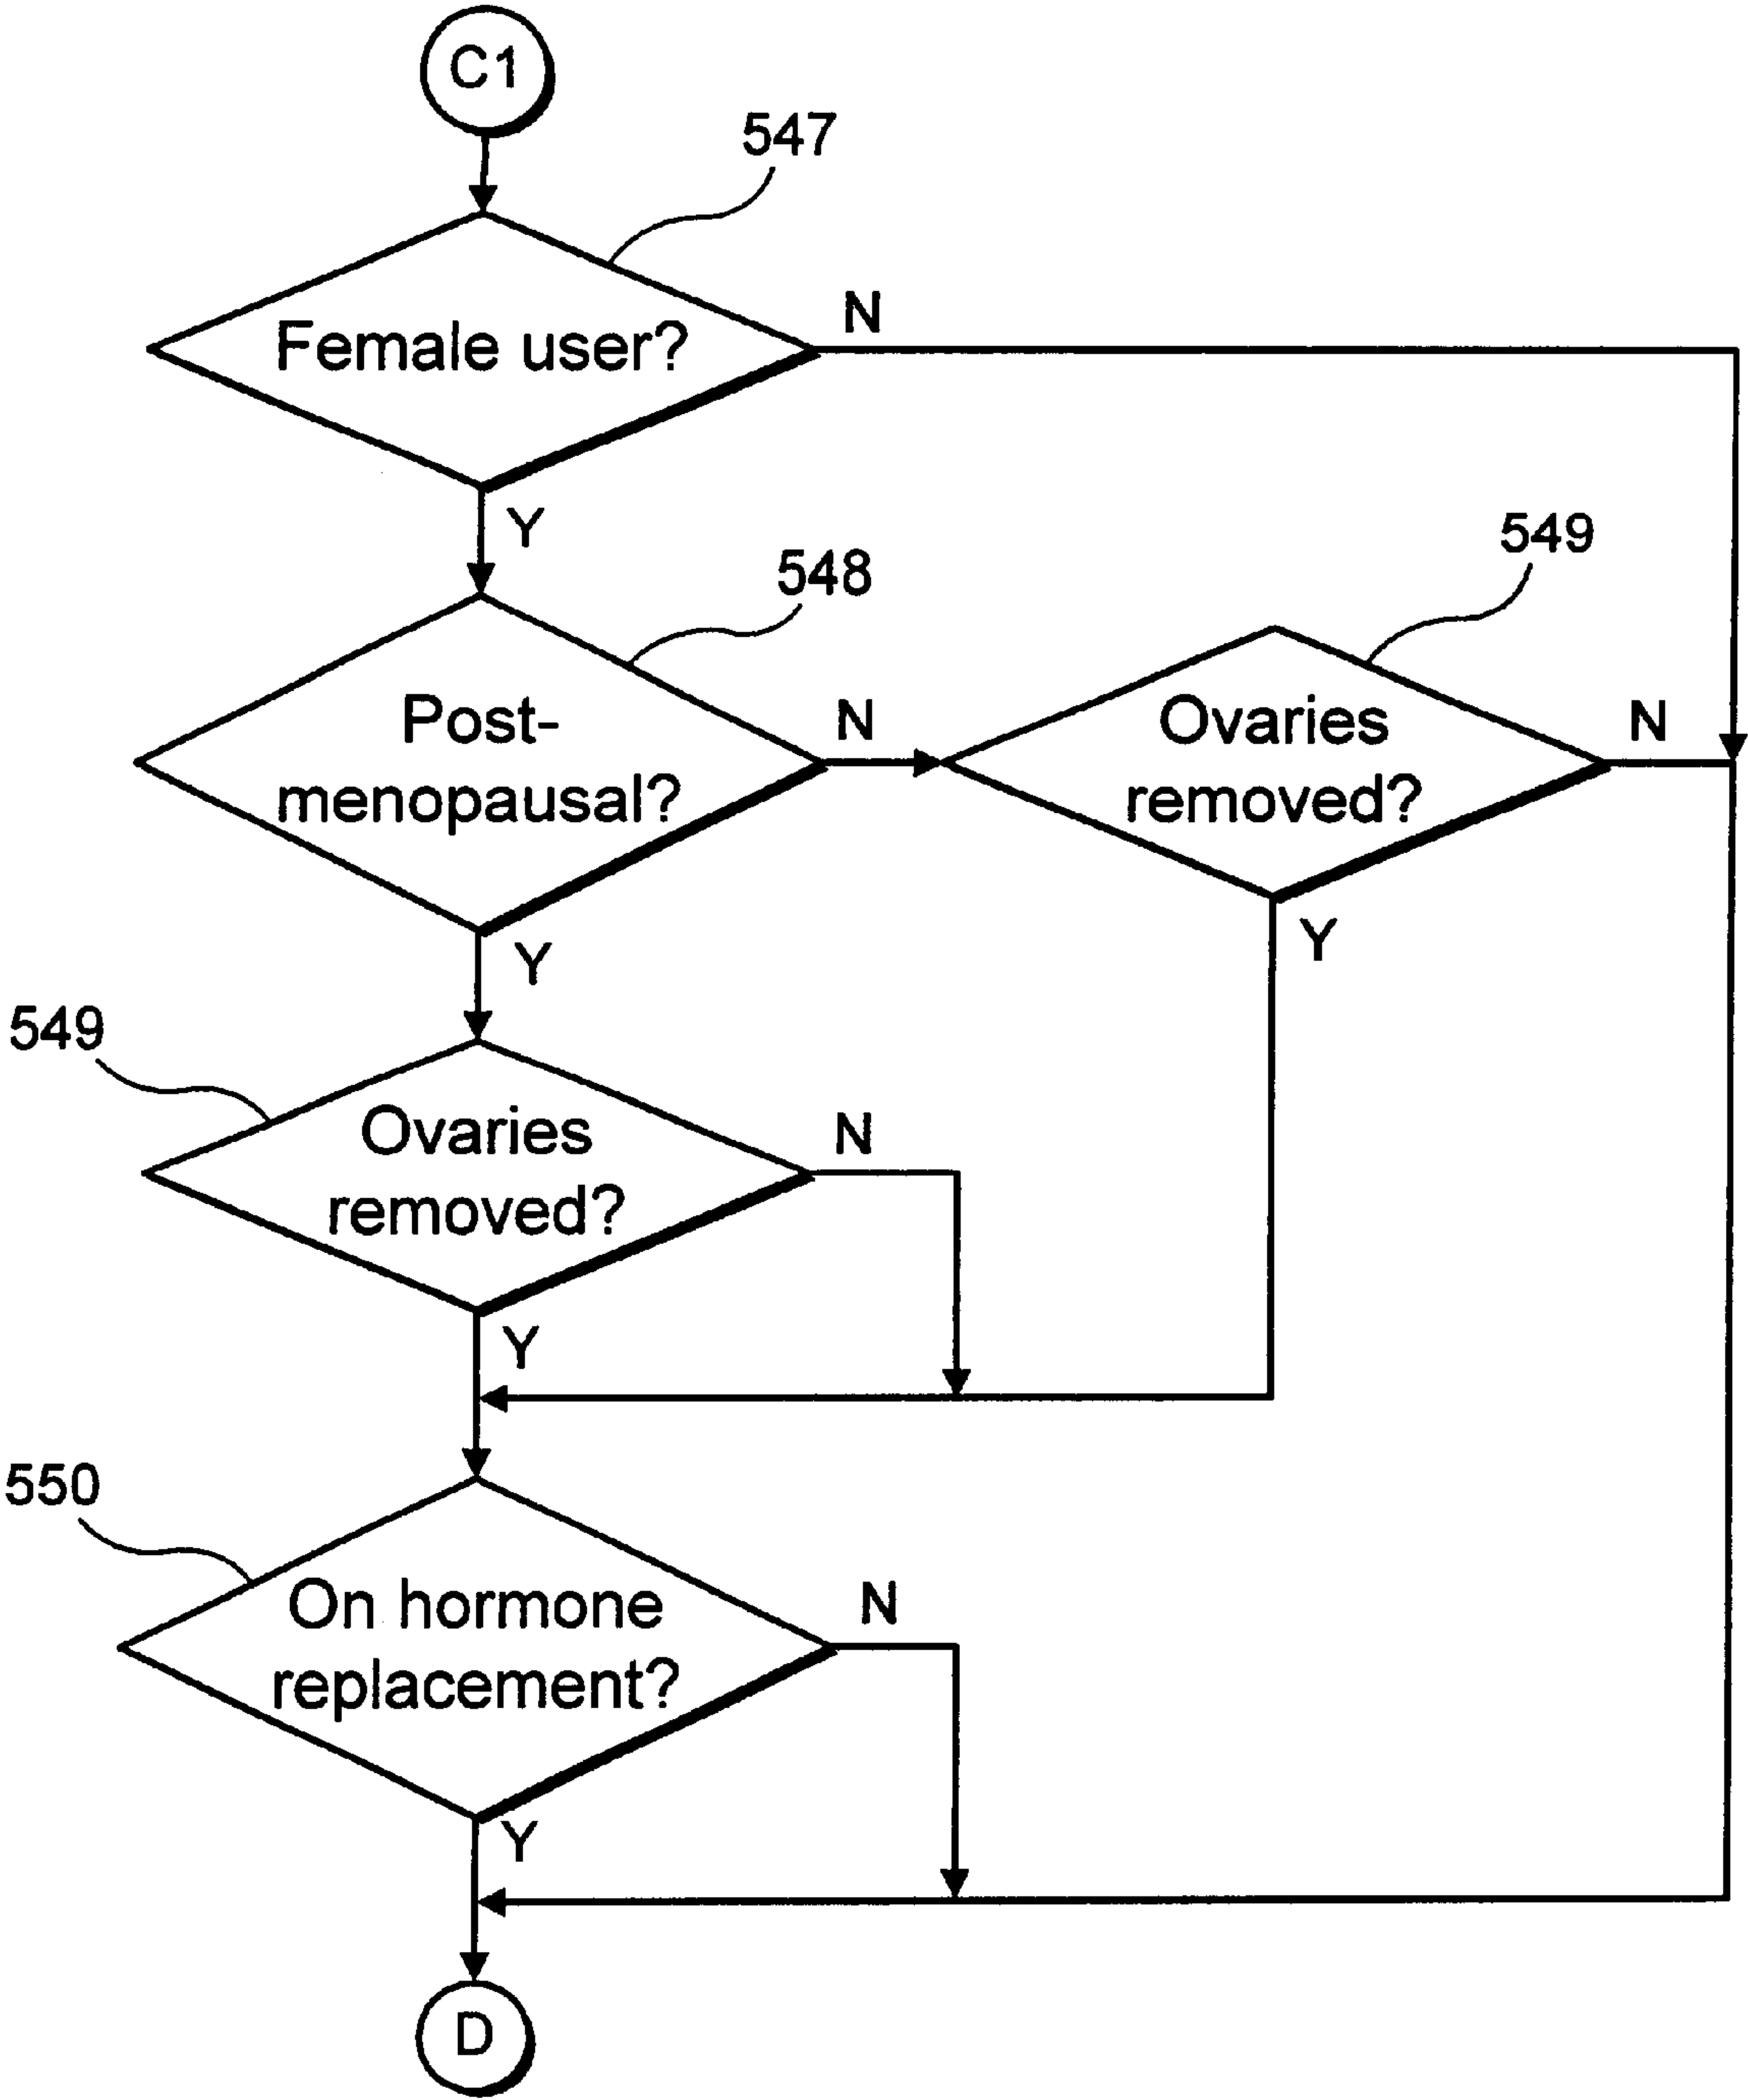 C1
547
Female user?
N
Y
548
549
Post-
menopausal?
N
Ovaries
removed?
N
Y
Y
549
Ovaries
removed?
N
Y
550
On hormone
replacement?
N
Y
D